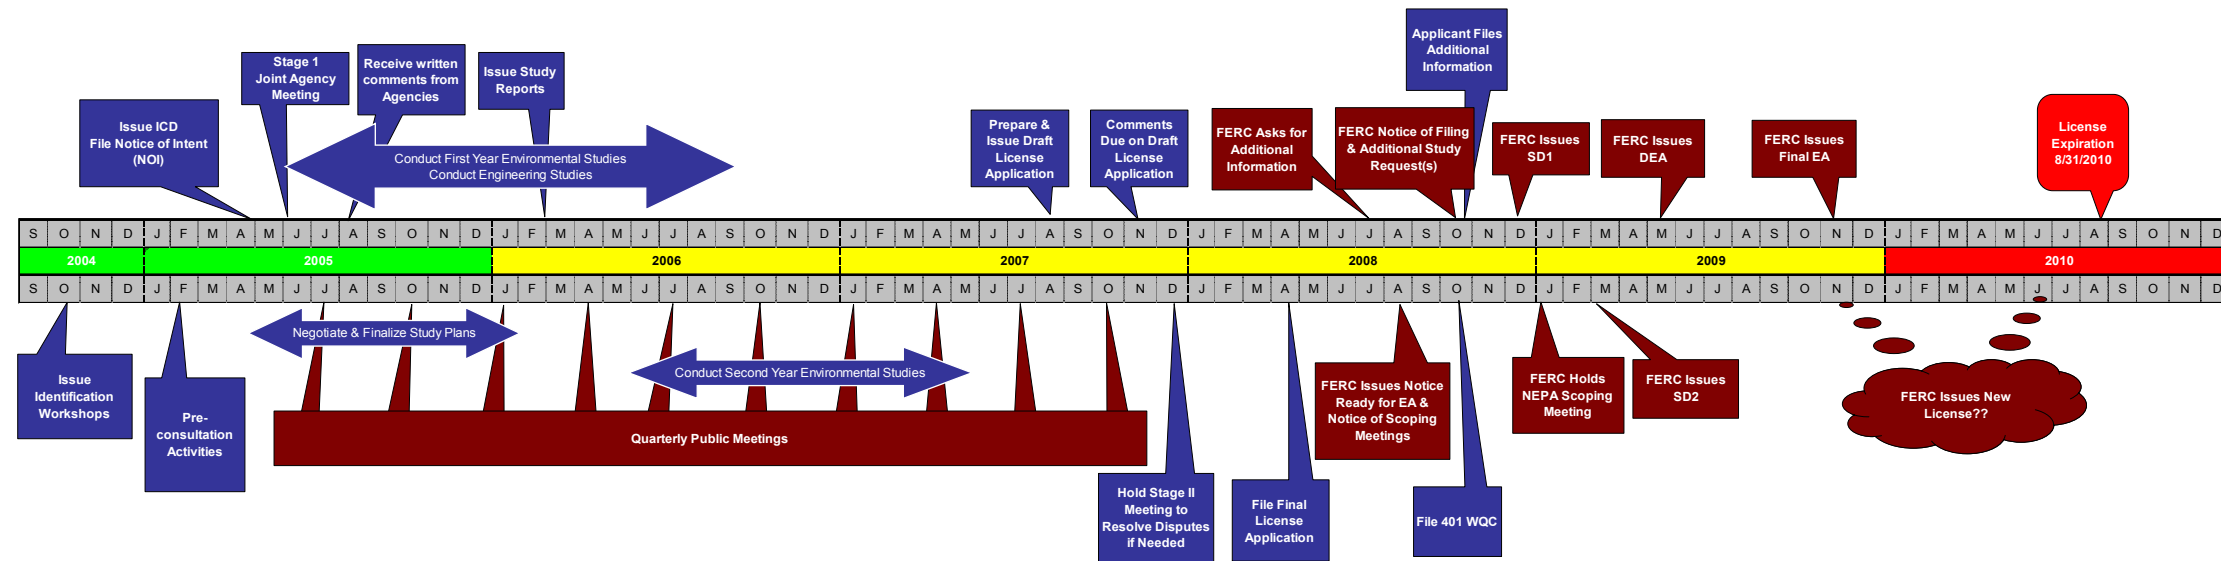 Stage 1
Joint Agency
Meeting
Receive written
comments from
Agencies
Issue Study
Reports
Applicant Files
Additional
Information
Issue ICD
File Notice of Intent
(NOI)
Conduct First Year Environmental Studies
Conduct Engineering Studies
Prepare &
Issue Draft
License
Application
Comments
Due on Draft
License
Application
FERC Asks for
Additional
Information
FERC Notice of Filing
& Additional Study
Request(s)
FERC Issues
SD1
FERC Issues
DEA
FERC Issues
Final EA
License
Expiration
8/31/2010
S O N D J F M A M J J A S O N D J F M A M J J A S O N D J F M A M J J A S O N D J F M A M J J A S O N D J F M A M J J A S O N D J F M A M J J A S O N D
2004 2005 2006 2007 2008 2009 2010
S O N D J F M A M J J A S O N D J F M A M J J A S O N D J F M A M J J A S O N D J F M A M J J A S O N D J F M A M J J A S O N D J F M A M J J A S O N D
Negotiate & Finalize Study Plans
Conduct Second Year Environmental Studies
Issue
Identification
Workshops
Pre-
consultation
Activities
Quarterly Public Meetings
Hold Stage II
Meeting to
Resolve Disputes
if Needed
File Final
License
Application
FERC Issues Notice
Ready for EA &
Notice of Scoping
Meetings
File 401 WQC
FERC Holds
NEPA Scoping
Meeting
FERC Issues
SD2
FERC Issues New
License??